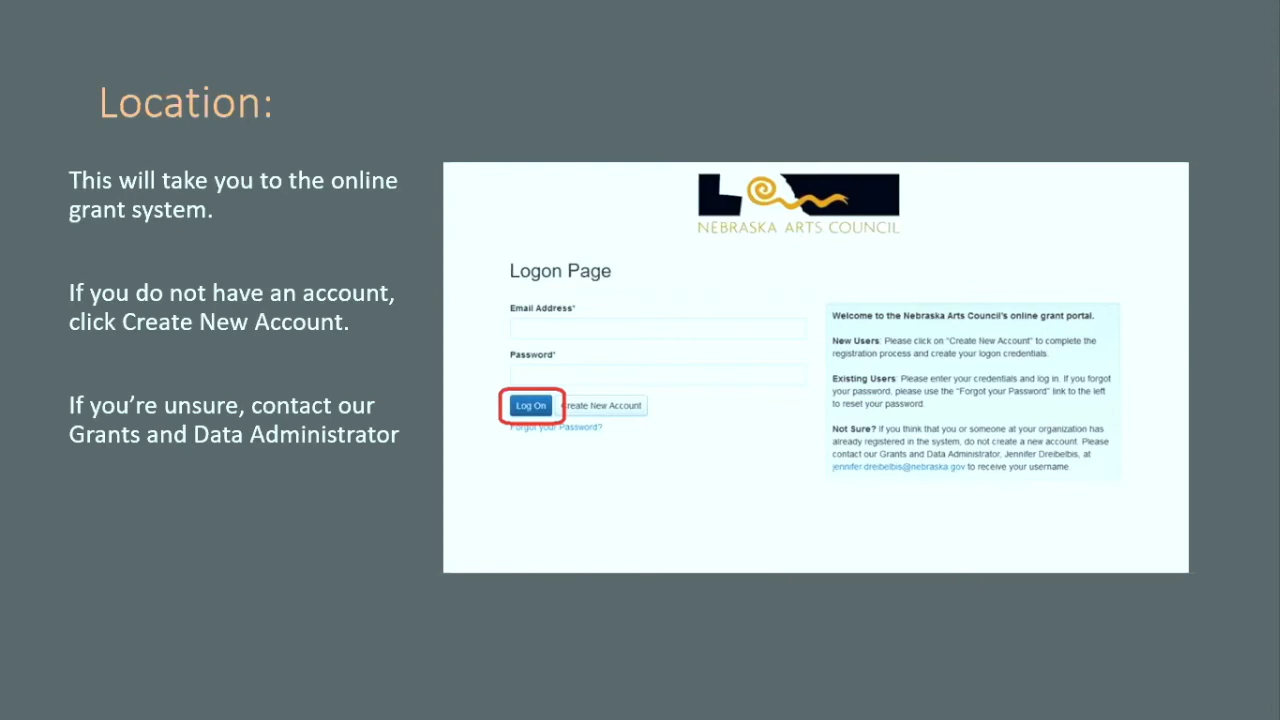 Location:
This will take you to the online
grant system.
If you do not have an account,
click Create New Account.
If you're unsure, contact our
Grants and Data Administrator
NEBRASKA ARTS COUNCIL
Logon Page
Email Address*
Password*
Log On
Create New Account
Forgot your Password?
Welcome to the Nebraska Arts Council's online grant portal.
New Users: Please click on "Create New Account" to complete the
registration process and create your logon credentials.
Existing Users: Please enter your credentials and log in. If you forgot
your password, please use the "Forgot your Password" link to the left
to reset your password.
Not Sure? If you think that you or someone at your organization has
already registered in the system, do not create a new account. Please
contact our Grants and Data Administrator, Jennifer Dreibelbis, at
jennifer.dreibelbis@nebraska.gov to receive your username.